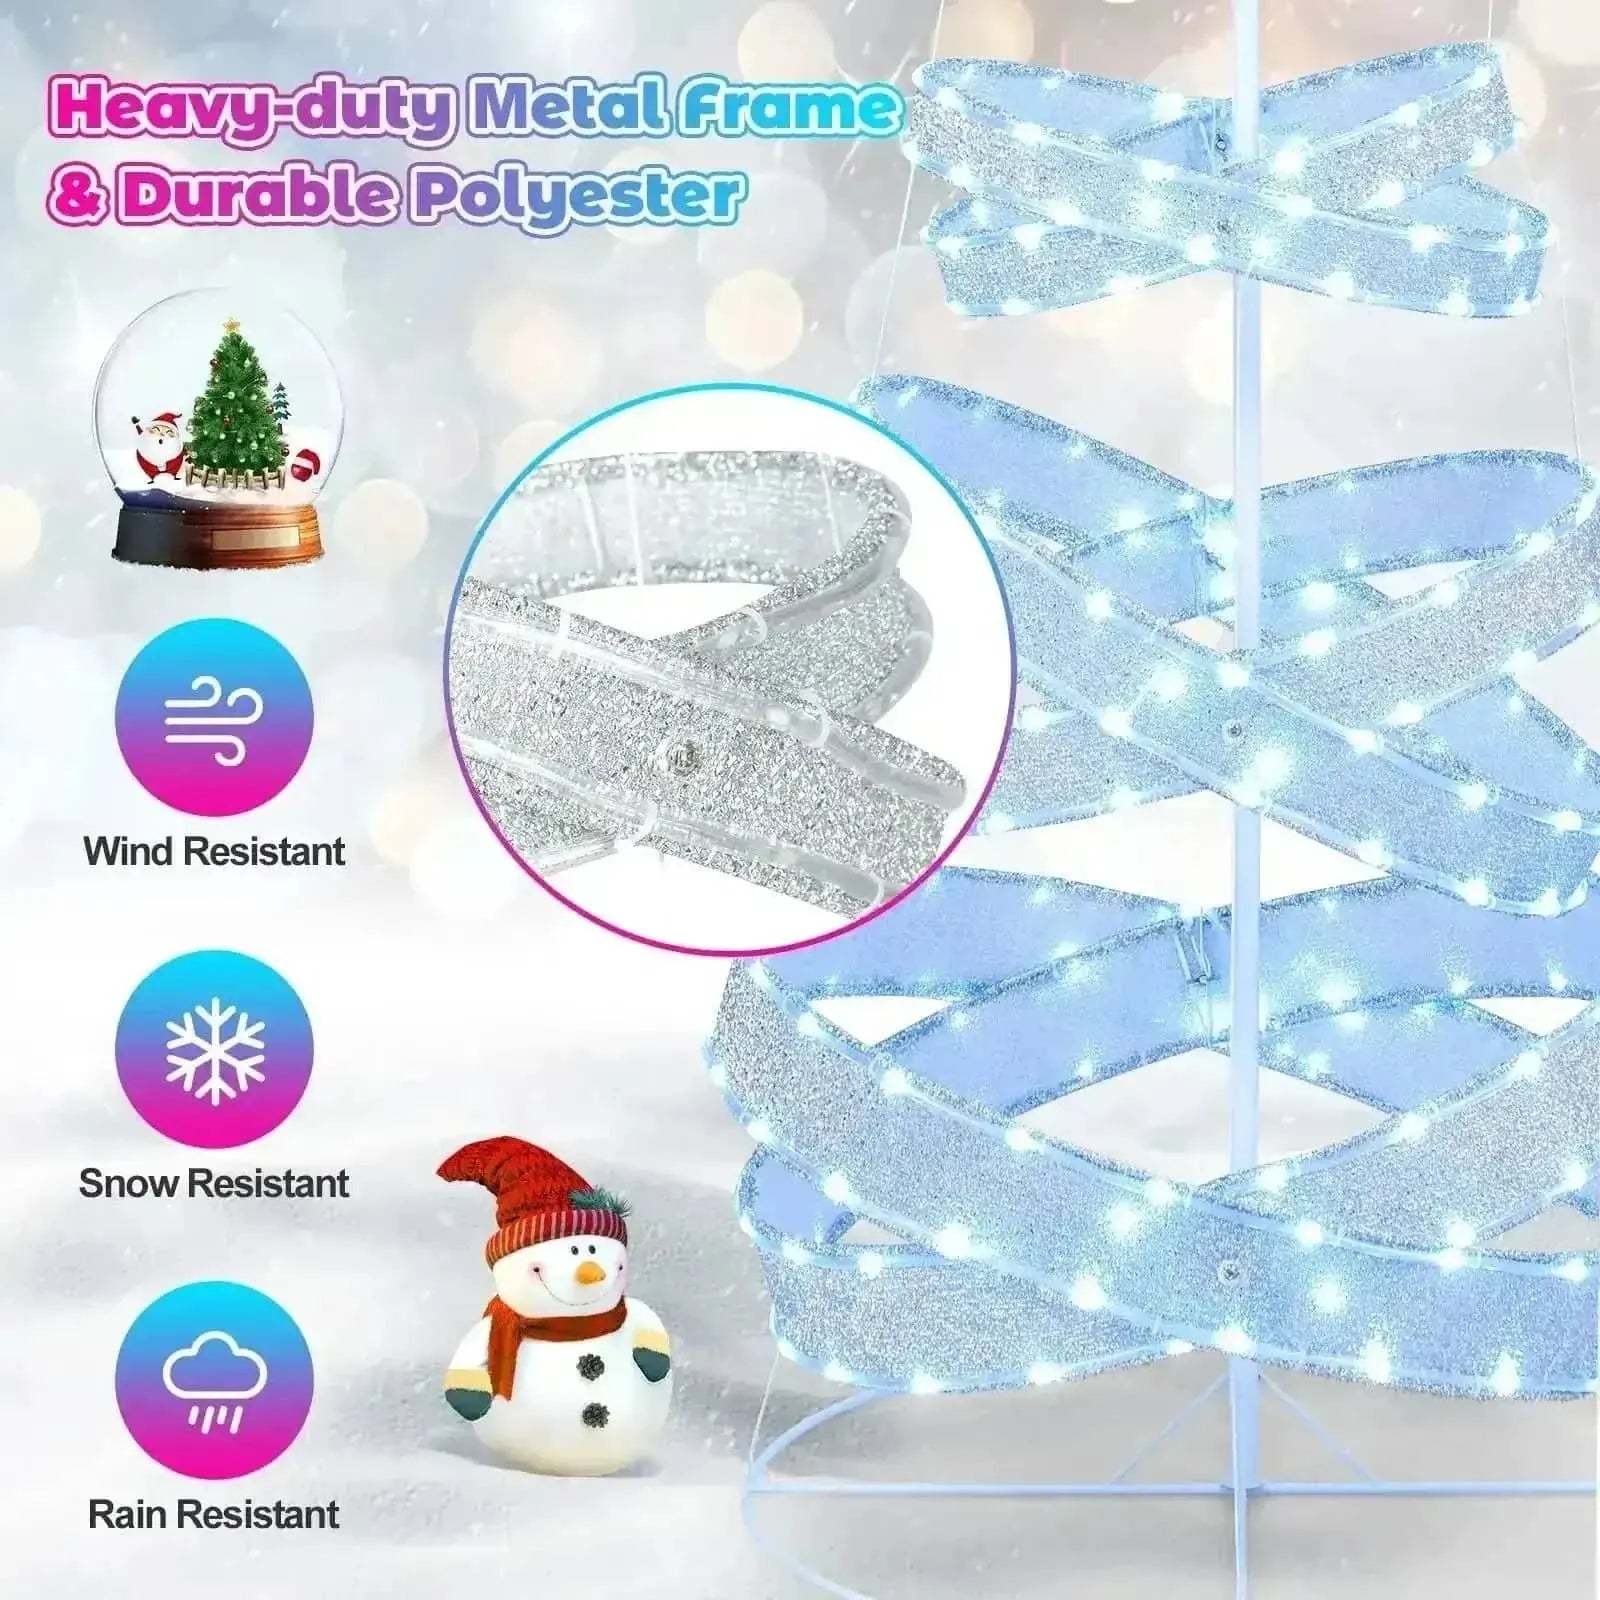 Heavy-duty Metal Frame
& Durable Polyester
Wind Resistant
Snow Resistant
Rain Resistant